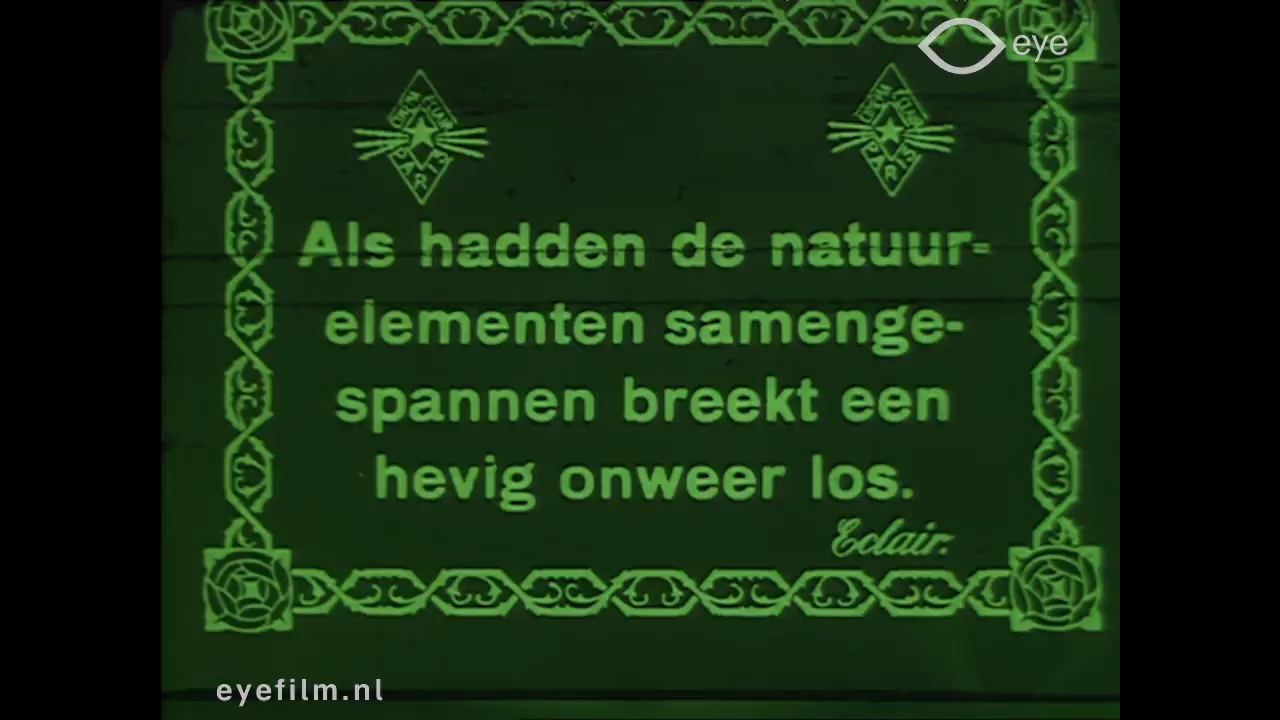 eye
Als hadden de natuur-
elementen samenge-
spannen breekt een
hevig onweer los.
Eclair.
eyefilm.nl